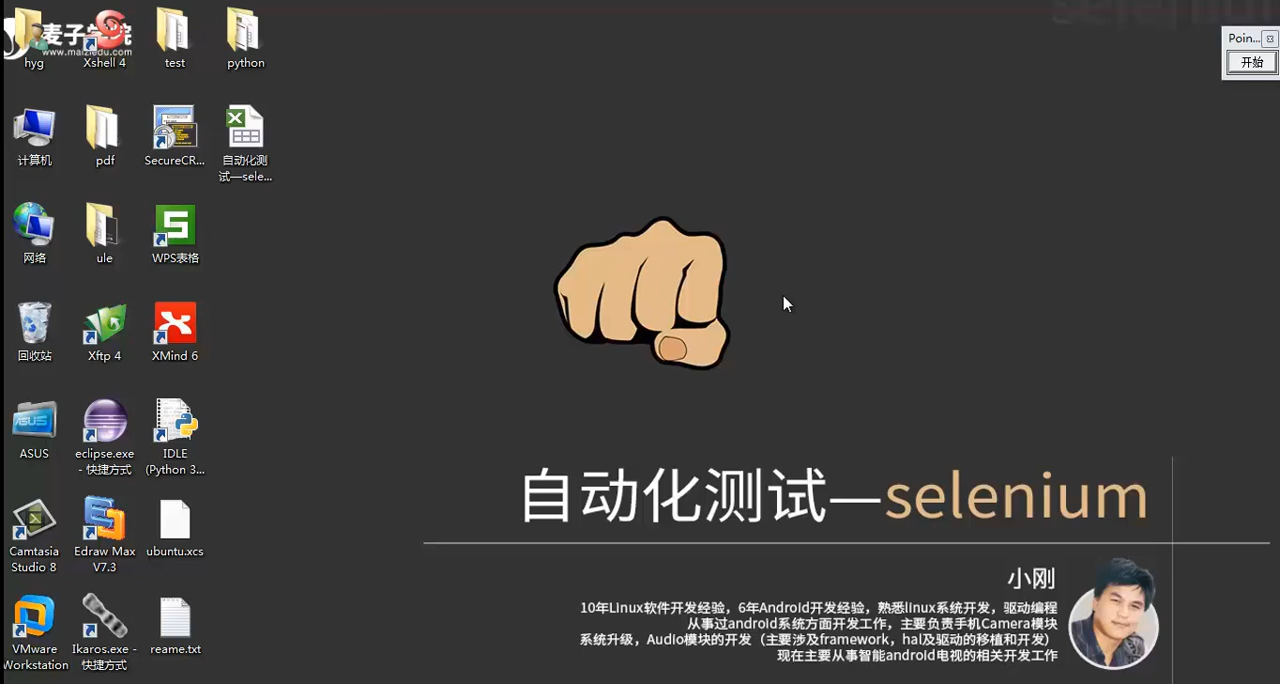 selenium
麦子学院
www.maiziedu.com
hyg
Xshell 4
test
python
Poin...
开始
计算机
pdf
SecureCR...
自动化测
试—sele...
网络
ule
WPS表格
回收站
Xftp 4
XMind 6
ASUS
eclipse.exe
- 快捷方式
IDLE
(Python 3...
Camtasia
Studio 8
Edraw Max
V7.3
ubuntu.xcs
VMware
Workstation
Ikaros.exe -
快捷方式
reame.txt
自动化测试—selenium
小刚
10年Linux软件开发经验，6年Android开发经验，熟悉linux系统开发，驱动编程
从事过android系统方面开发工作，主要负责手机Camera模块
系统升级，Audio模块的开发（主要涉及framework，hal及驱动的移植和开发）
现在主要从事智能android电视的相关开发工作